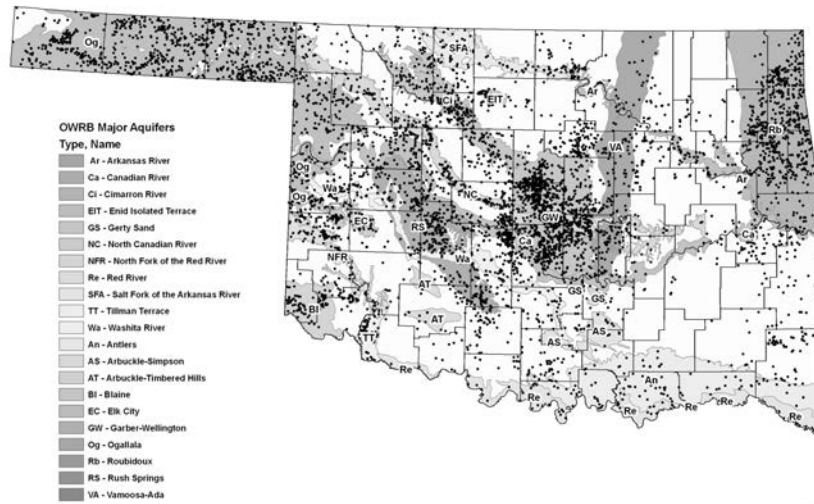 OWRB Major Aquifers
Type, Name
Ar - Arkansas River
Ca - Canadian River
Ci - Cimarron River
EIT - Enid Isolated Terrace
GS - Gerty Sand
NC - North Canadian River
NFR - North Fork of the Red River
Re - Red River
SFA - Salt Fork of the Arkansas River
TT - Tillman Terrace
Wa - Washita River
An - Antlers
AS - Arbuckle-Simpson
AT - Arbuckle-Timbered Hills
Bl - Blaine
EC - Elk City
GW - Garber-Wellington
Og - Ogallala
Rb - Roubidoux
RS - Rush Springs
VA - Vamoosa-Ada
Og
SFA
Ci
EIT
Ar
Rb
VA
Og
Wa
Og
NC
Ar
EC
RS
GW
Ca
Ca
Wa
NFR
AT
GS
GS
Bl
AT
TT
AS
AS
Re
An
Re
Re
Re
Re
Re